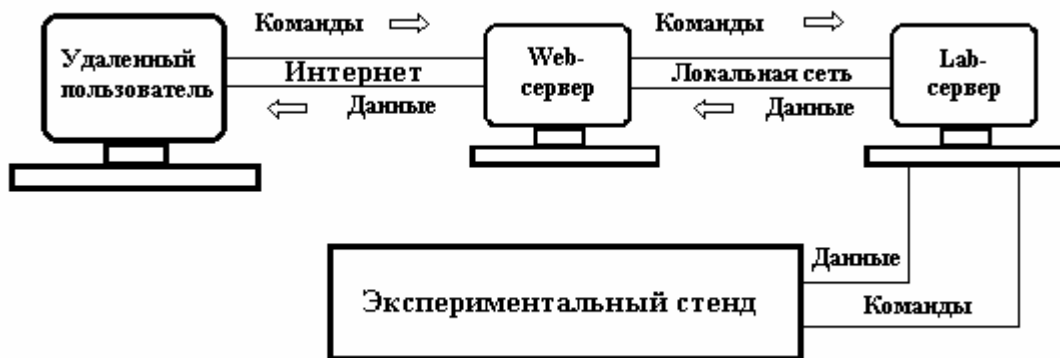 Команды
Команды
Удаленный
пользователь
Интернет
Web-
сервер
Локальная сеть
Lab-
сервер
Данные
Данные
Данные
Экспериментальный стенд
Команды